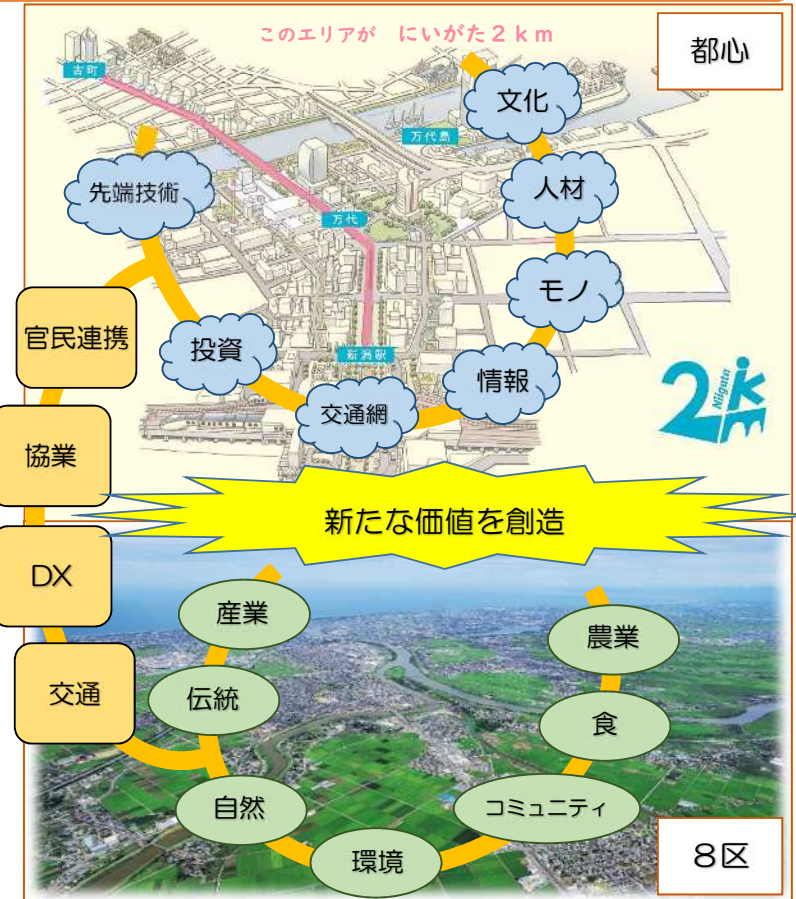 このエリアが にいがた2km
都心
古町
文化
万代島
先端技術
人材
万代
モノ
官民連携
投資
新潟駅
情報
交通網
Niigata
2km
協業
新たな価値を創造
DX
産業
農業
交通
伝統
食
自然
コミュニティ
環境
8区